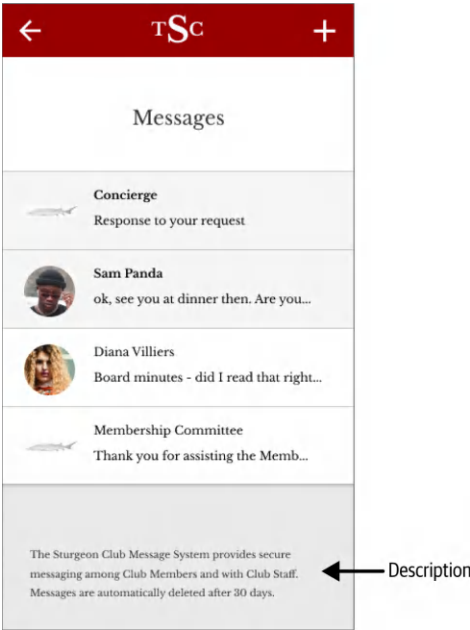 TSC
Messages
Concierge
Response to your request
Sam Panda
ok, see you at dinner then. Are you...
Diana Villiers
Board minutes - did I read that right...
Membership Committee
Thank you for assisting the Memb...
The Sturgeon Club Message System provides secure
messaging among Club Members and with Club Staff.
Messages are automatically deleted after 30 days.
Description